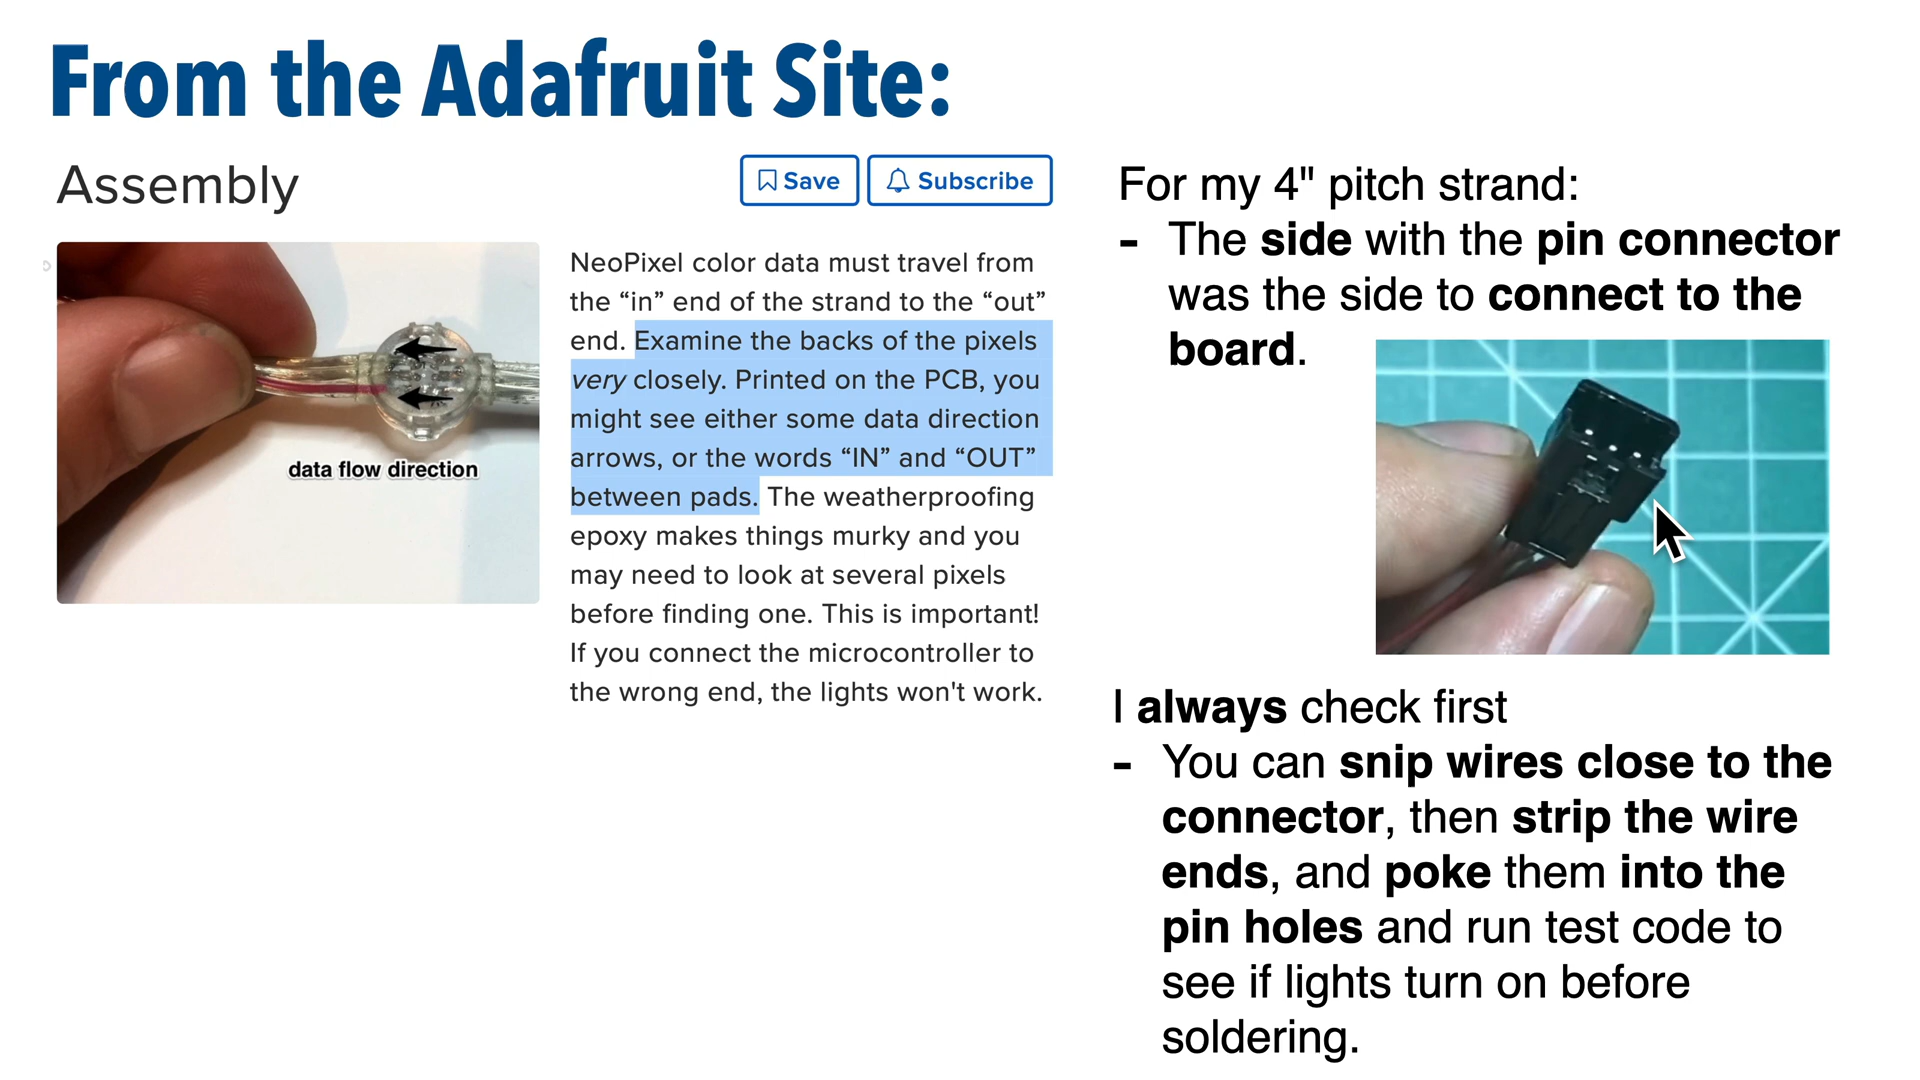 From the Adafruit Site:
Assembly
Save
Subscribe
data flow direction
NeoPixel color data must travel from
the “in” end of the strand to the “out”
end. Examine the backs of the pixels
very closely. Printed on the PCB, you
might see either some data direction
arrows, or the words “IN” and “OUT”
between pads. The weatherproofing
epoxy makes things murky and you
may need to look at several pixels
before finding one. This is important!
If you connect the microcontroller to
the wrong end, the lights won't work.
For my 4" pitch strand:
- The side with the pin connector
was the side to connect to the
board.
I always check first
- You can snip wires close to the
connector, then strip the wire
ends, and poke them into the
pin holes and run test code to
see if lights turn on before
soldering.